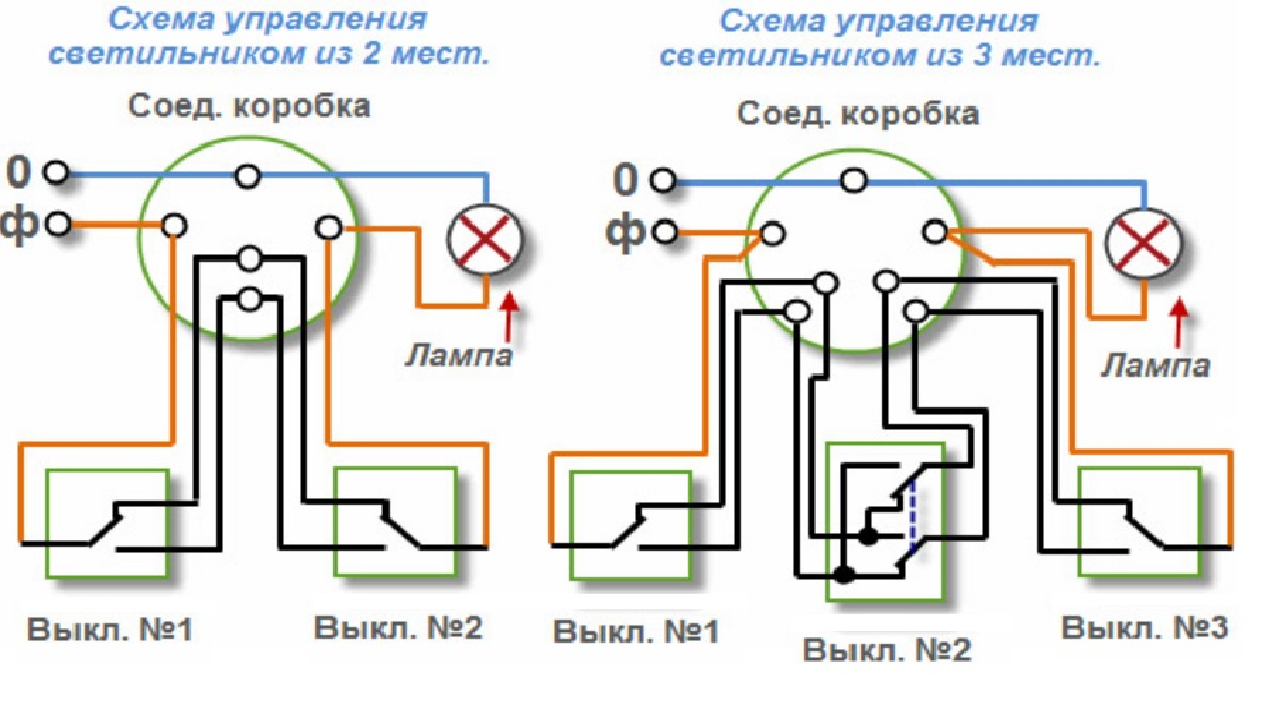 Схема управления
светильником из 2 мест.
Соед. коробка
0
ф
Лампа
Выкл. №1
Выкл. №2
Схема управления
светильником из 3 мест.
Соед. коробка
0
ф
Лампа
Выкл. №1
Выкл. №2
Выкл. №3